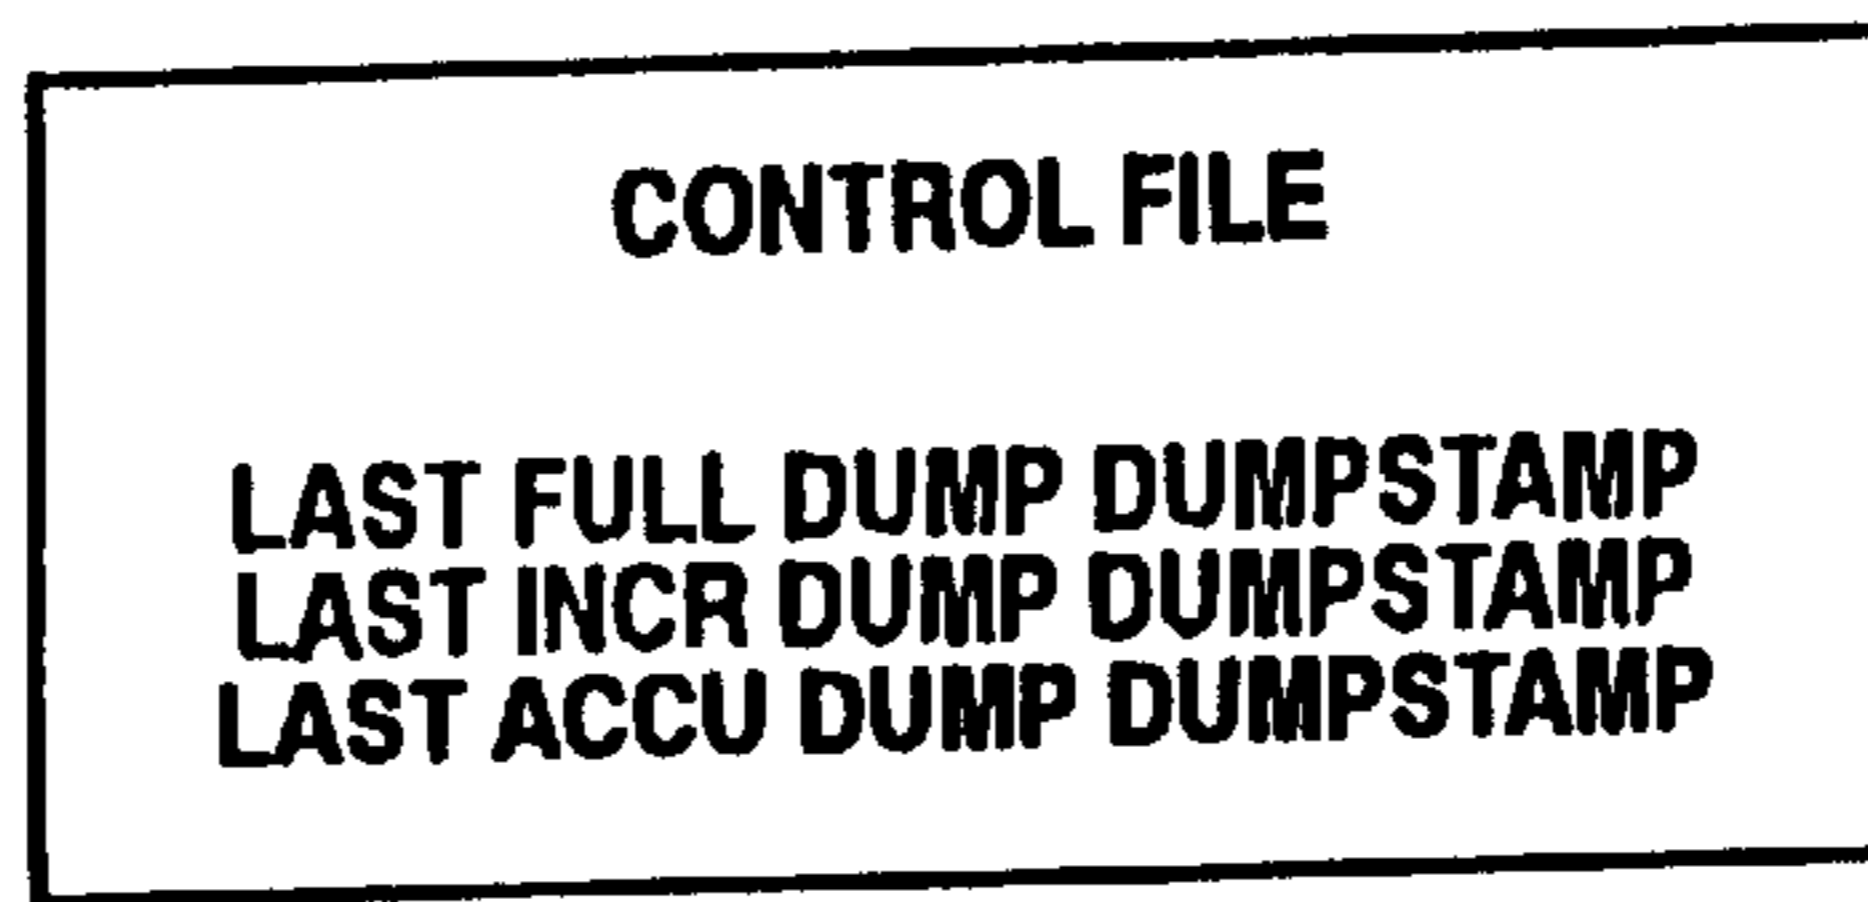 CONTROL FILE
LAST FULL DUMP DUMPSTAMP
LAST INCR DUMP DUMPSTAMP
LAST ACCU DUMP DUMPSTAMP